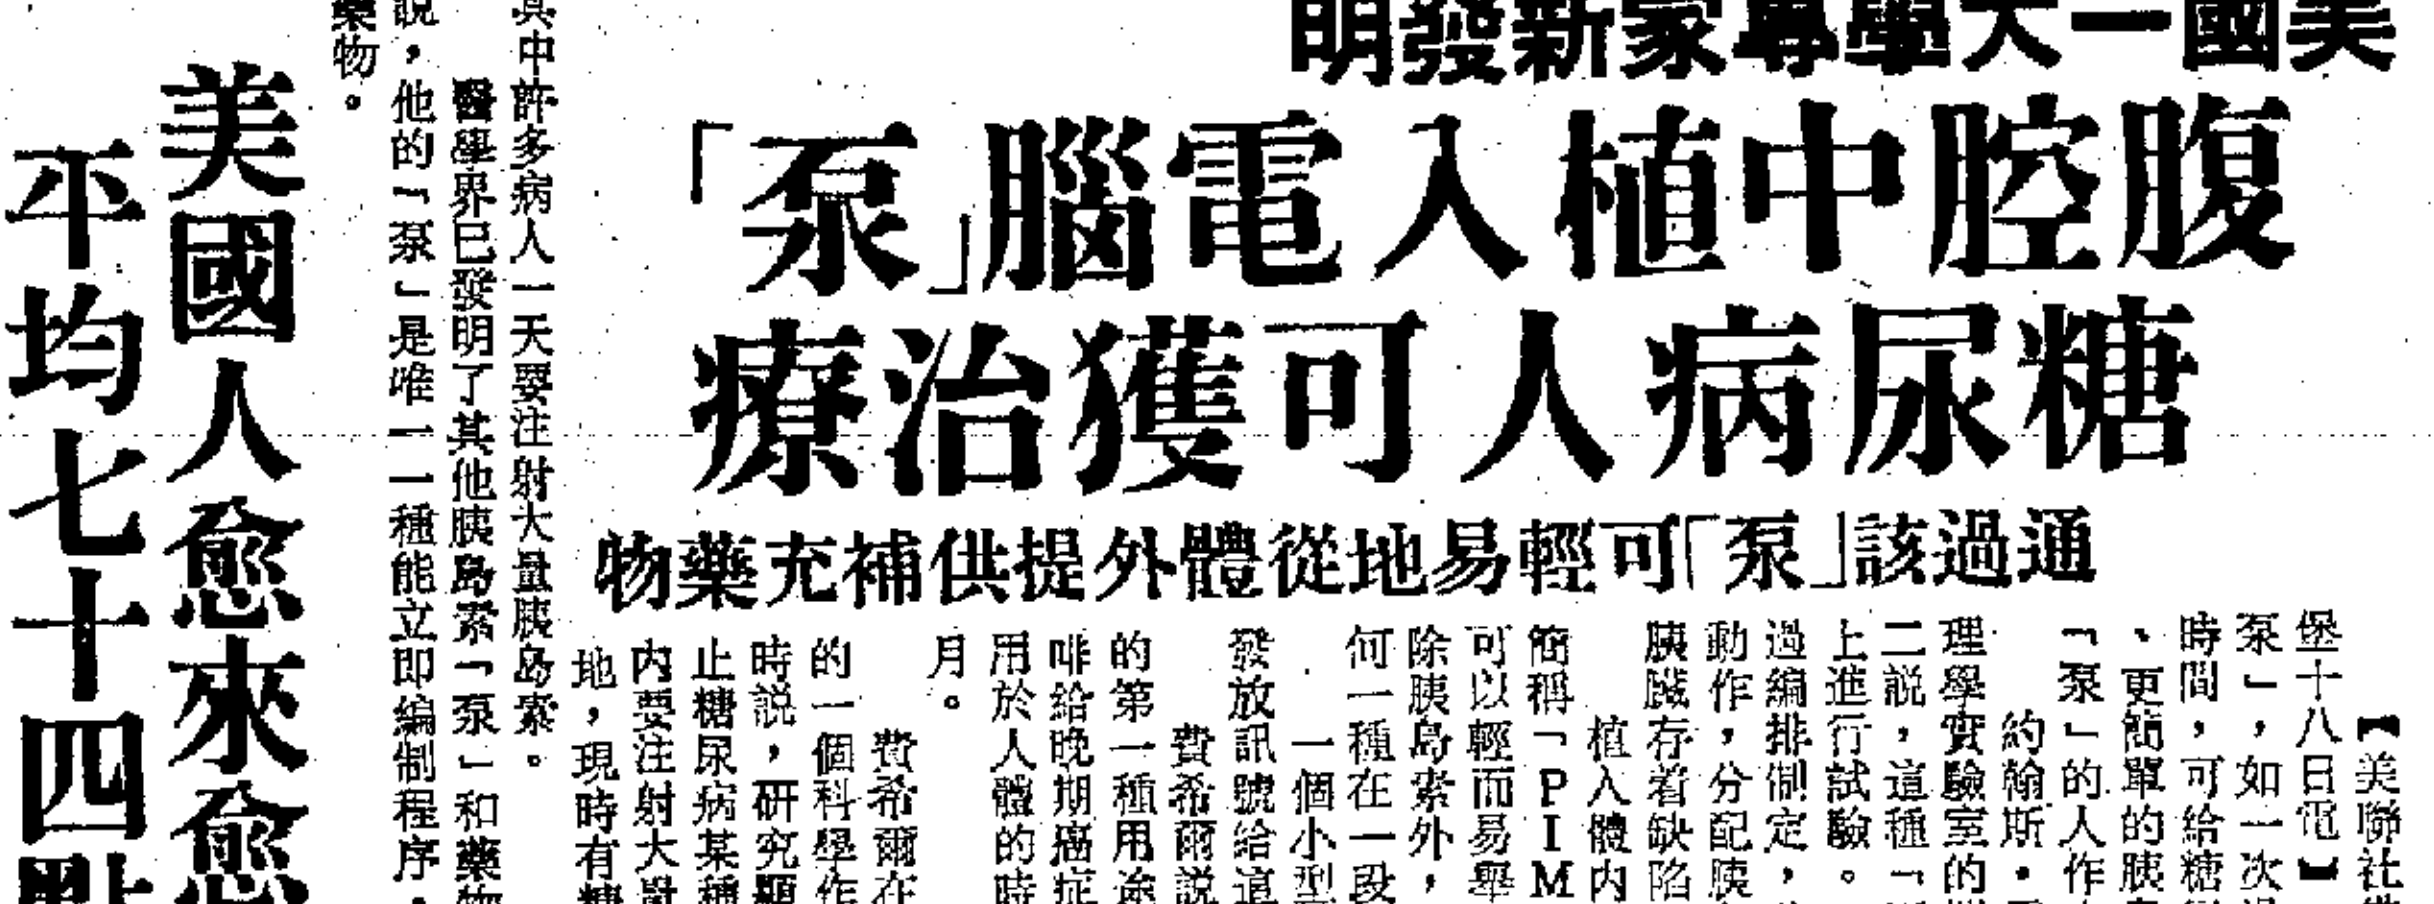 美國一大學專家新發明
腹腔中植入電腦「泵」
糖尿病人可獲治療
通過該「泵」可輕易地從體外提供補充藥物
【美聯社
堡十八日電】
泵」，如一次
時間，可給糖
、更簡單的胰
「泵」的人作
約翰斯·
理學實驗室的
二説，這種「
上進行試驗。
過編排制定，
動作，分配胰
胰臟存着缺陷
植入體內
簡稱「PIM
可以輕而易舉
除胰島素外，
何一種在一段
一個小型
發放訊號給這
費希爾説
的第一種用途
啡給晚期癌症
用於人體的時
月。
費希爾在
的一個科學作
時説，研究顯
止糖尿病某種
内要注射大
地，現時有糖
其中許多病人一天要注射大量胰島素。
醫學界已發明了其他胰島素「泵」和藥物
説，他的「泵」是唯一一種能立即編制程序，
藥物。
美國人愈來愈
平均七十四點